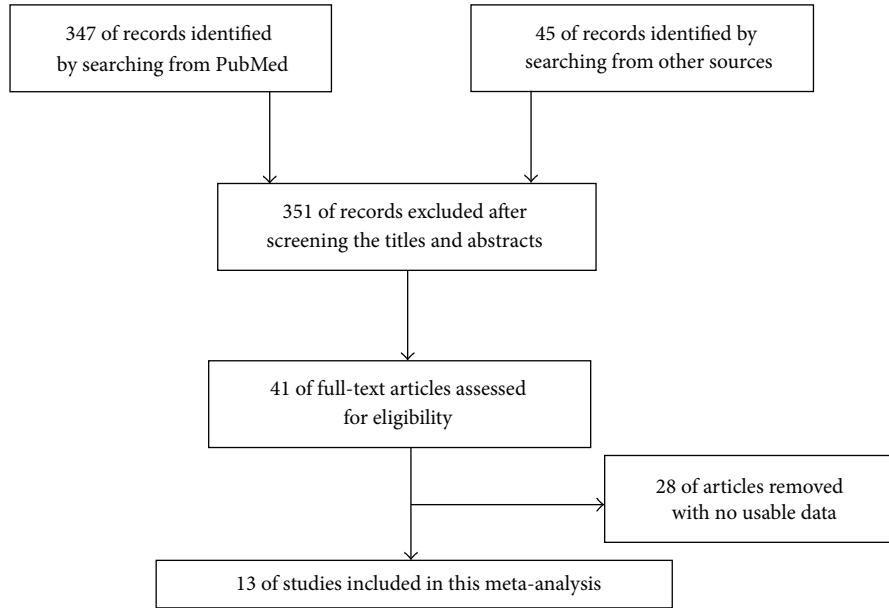 347 of records identified
by searching from PubMed
45 of records identified by
searching from other sources
351 of records excluded after
screening the titles and abstracts
41 of full-text articles assessed
for eligibility
28 of articles removed
with no usable data
13 of studies included in this meta-analysis